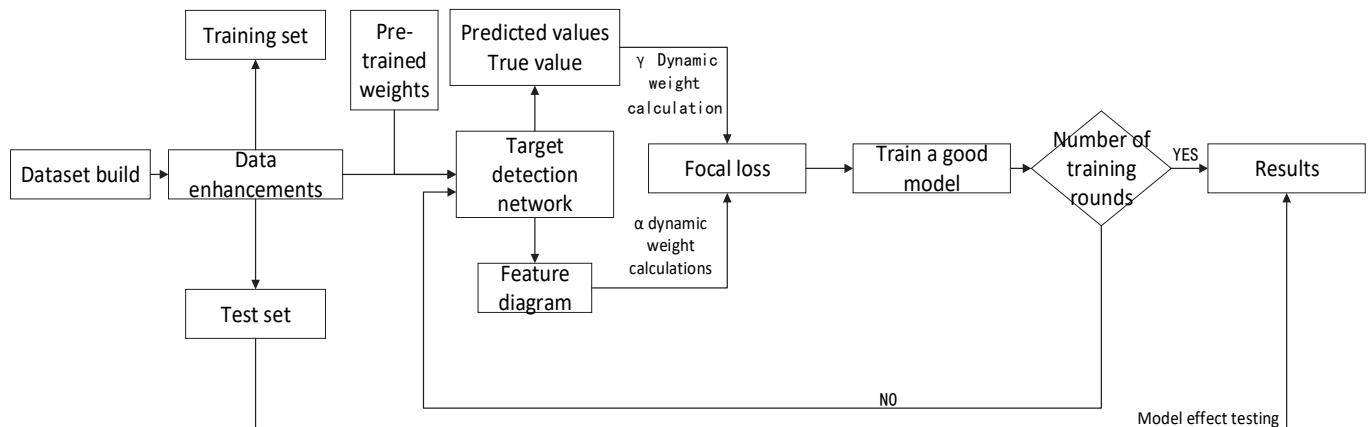 Training set
Pre-
trained
weights
Predicted values
True value
γ Dynamic
weight
calculation
Dataset build
Data
enhancements
Target
detection
network
Focal loss
Train a good
model
Number of
training
rounds
YES
Results
α dynamic
weight
calculations
Feature
diagram
Test set
NO
Model effect testing